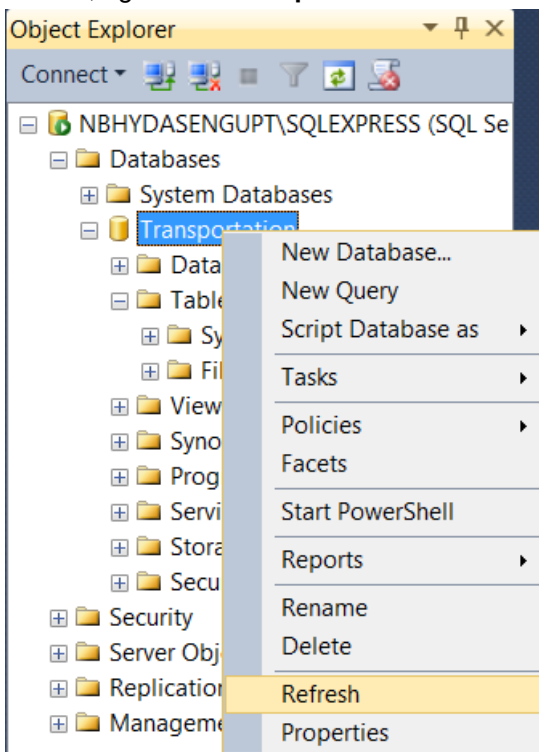 Object Explorer
Connect
NBHYDASENGUPT\SQLEXPRESS (SQL Se
Databases
System Databases
Transportation
Data
Table
Sy
Fil
View
Syno
Prog
Servi
Stora
Secu
Security
Server Obj
Replication
Manageme
New Database...
New Query
Script Database as
Tasks
Policies
Facets
Start PowerShell
Reports
Rename
Delete
Refresh
Properties